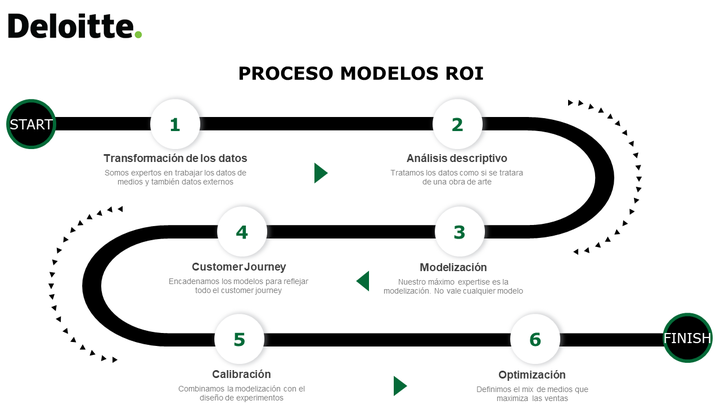 Deloitte.
PROCESO MODELOS ROI
START
1
2
Transformación de los datos
Somos expertos en trabajar los datos de
medios y también datos externos
Análisis descriptivo
Tratamos los datos como si se tratara
de una obra de arte
4
3
Customer Journey
Encadenamos los modelos para reflejar
todo el customer journey
Modelización
Nuestro máximo expertise es la
modelización. No vale cualquier modelo
5
6
FINISH
Calibración
Combinamos la modelización con el
diseño de experimentos
Optimización
Definimos el mix de medios que
maximiza las ventas